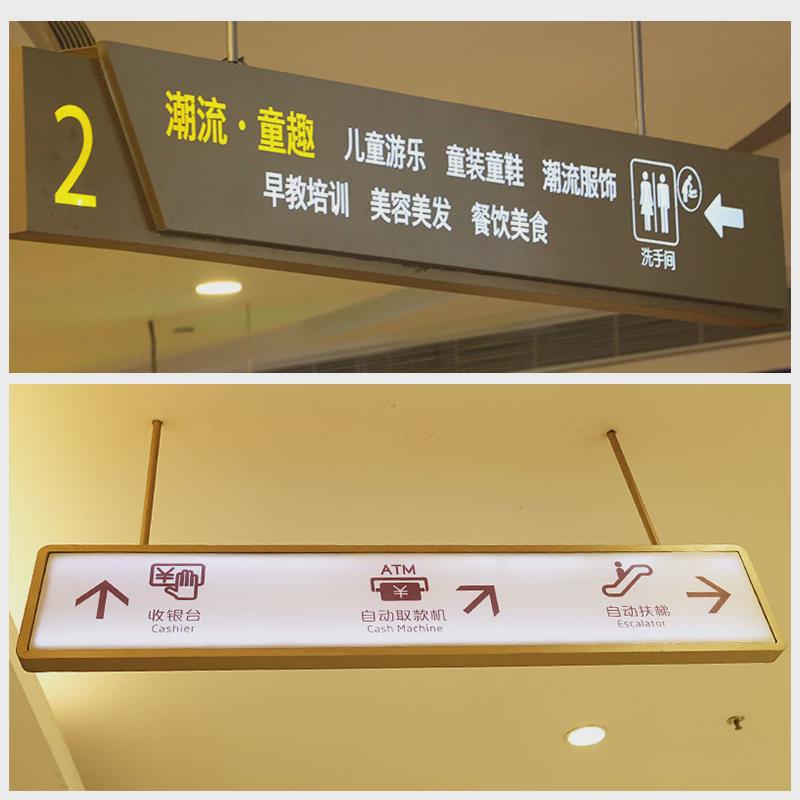 2
潮流·童趣 儿童游乐 童装童鞋 潮流服饰
早教培训 美容美发 餐饮美食
洗手间
ATM
收银台 自动取款机 自动扶梯
Cashier Cash Machine Escalator